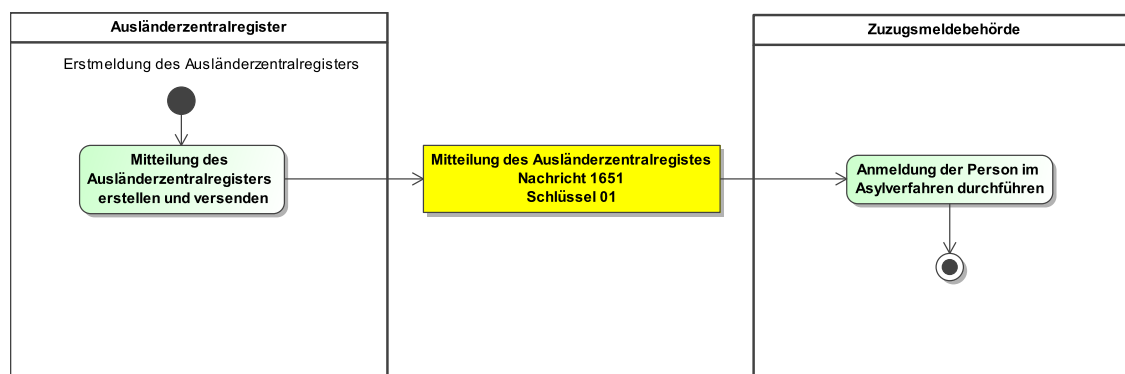 Ausländerzentralregister
Zuzugsmeldebehörde
Erstmeldung des Ausländerzentralregisters
Mitteilung des
Ausländerzentralregisters
erstellen und versenden
Mitteilung des Ausländerzentralregistes
Nachricht 1651
Schlüssel 01
Anmeldung der Person im
Asylverfahren durchführen